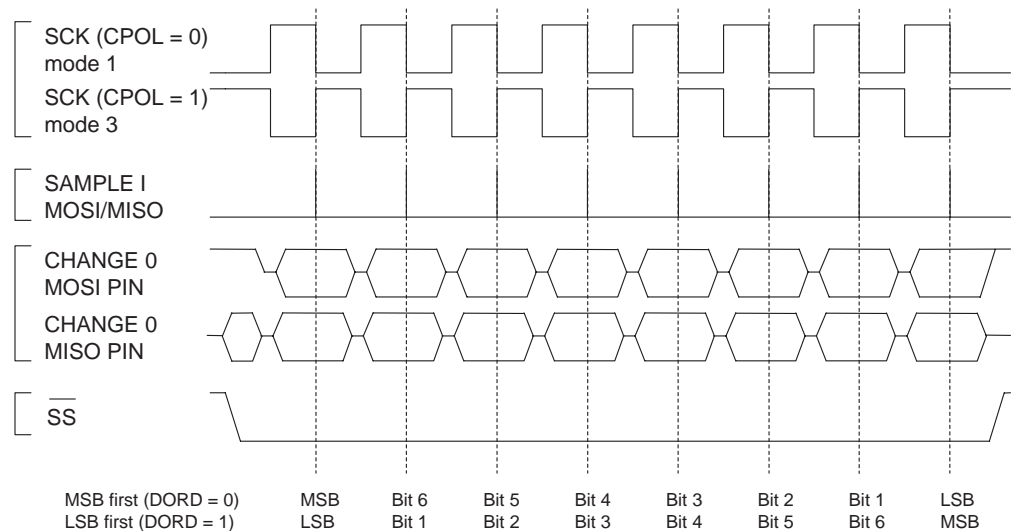 SCK (CPOL = 0)
mode 1
SCK (CPOL = 1)
mode 3
SAMPLE I
MOSI/MISO
CHANGE 0
MOSI PIN
CHANGE 0
MISO PIN
SS
MSB first (DORD = 0) MSB Bit 6 Bit 5 Bit 4 Bit 3 Bit 2 Bit 1 LSB
LSB first (DORD = 1) LSB Bit 1 Bit 2 Bit 3 Bit 4 Bit 5 Bit 6 MSB